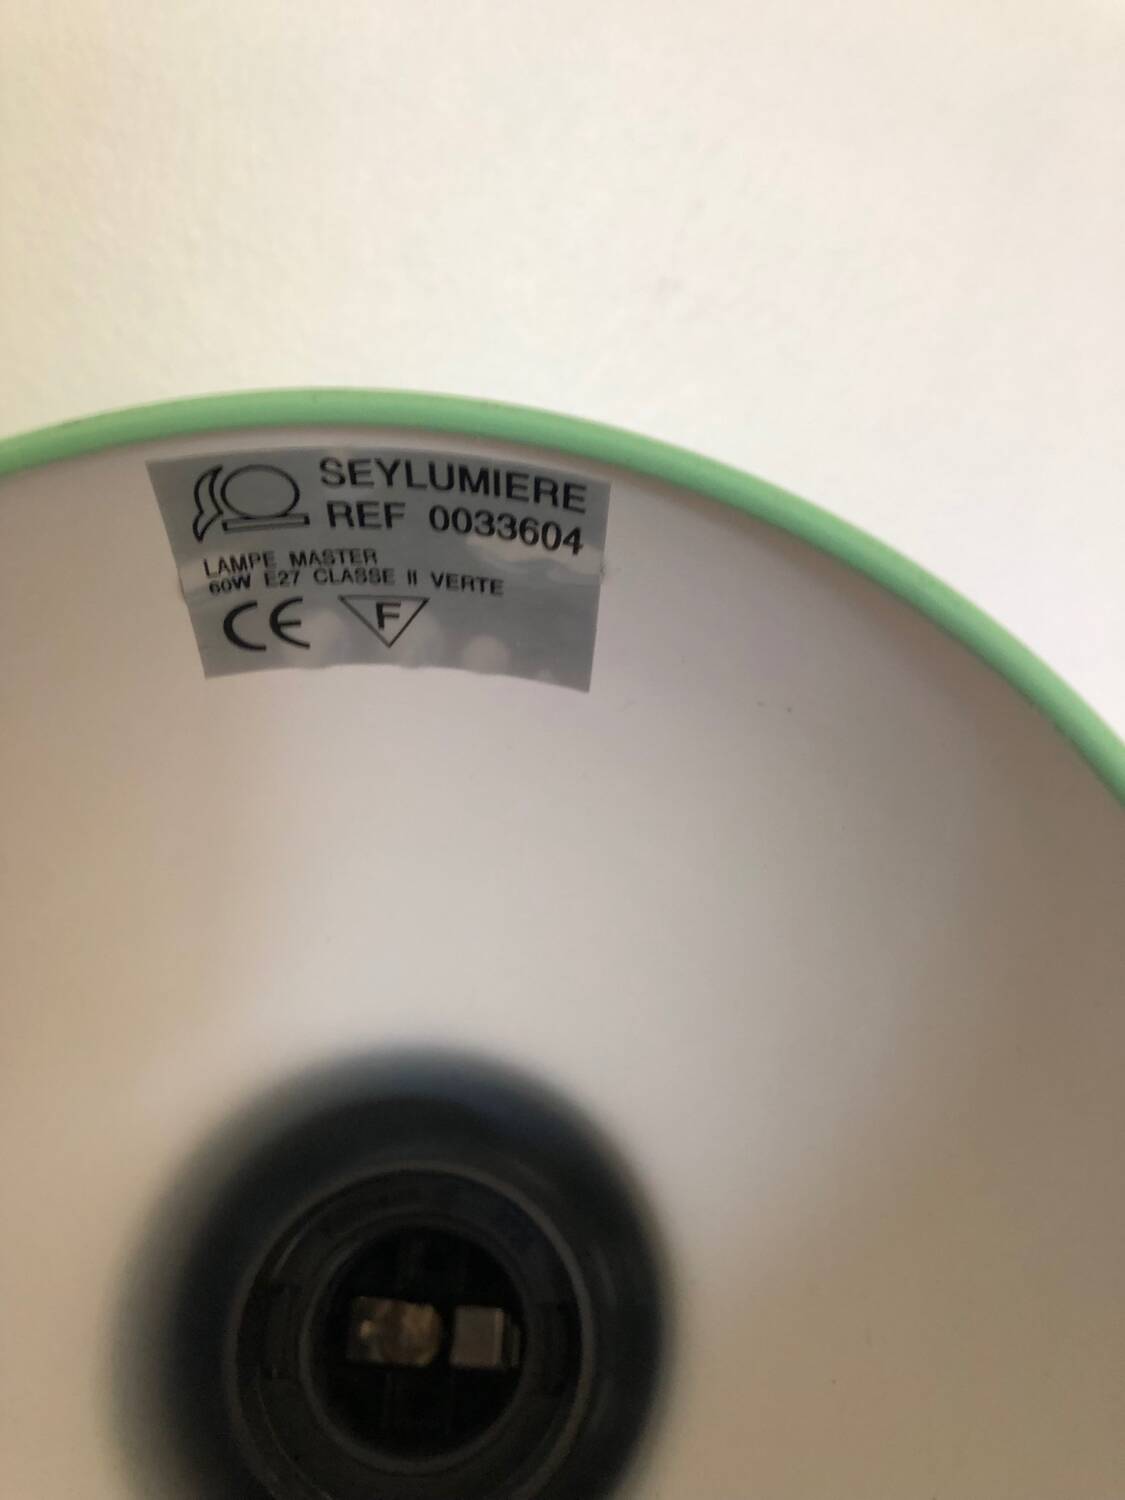 SEYLUMIERE
REF 0033604
LAMPE MASTER
60W E27 CLASSE II VERTE
CE F